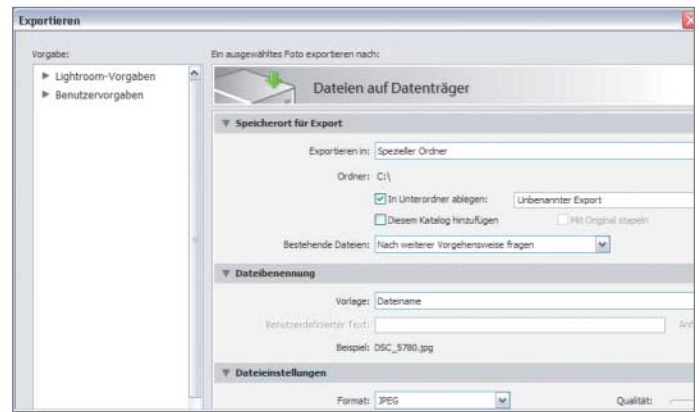 Exportieren
Vorgabe:
Lightroom-Vorgaben
Benutzervorgaben
Ein ausgewähltes Foto exportieren nach:
Dateien auf Datenträger
Speicherort für Export
Exportieren in: Spezieller Ordner
Ordner: C:\
In Unterordner ablegen: Unbenannter Export
Diesem Katalog hinzufügen Mit Original stapeln
Bestehende Dateien: Nach weiterer Vorgehensweise fragen
Dateibenennung
Vorlage: Dateiname
Benutzerdefinierter Text:
Beispiel: DSC_5780.jpg
Dateieinstellungen
Format: JPEG Qualität: